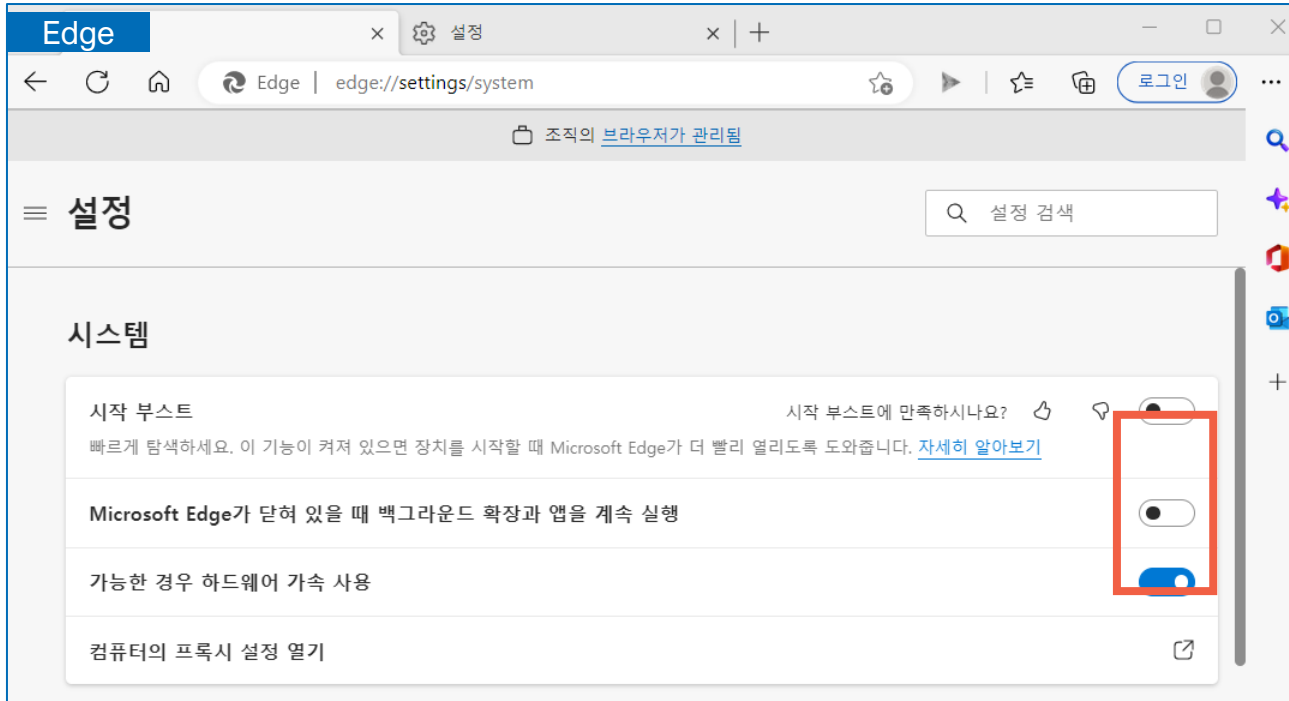 Edge
설정
Edge
edge://settings/system
로그인
조직의 브라우저가 관리됨
설정
설정 검색
시스템
시작 부스트
시작 부스트에 만족하시나요?
빠르게 탐색하세요. 이 기능이 켜져 있으면 장치를 시작할 때 Microsoft Edge가 더 빨리 열리도록 도와줍니다. 자세히 알아보기
Microsoft Edge가 닫혀 있을 때 백그라운드 확장과 앱을 계속 실행
가능한 경우 하드웨어 가속 사용
컴퓨터의 프록시 설정 열기